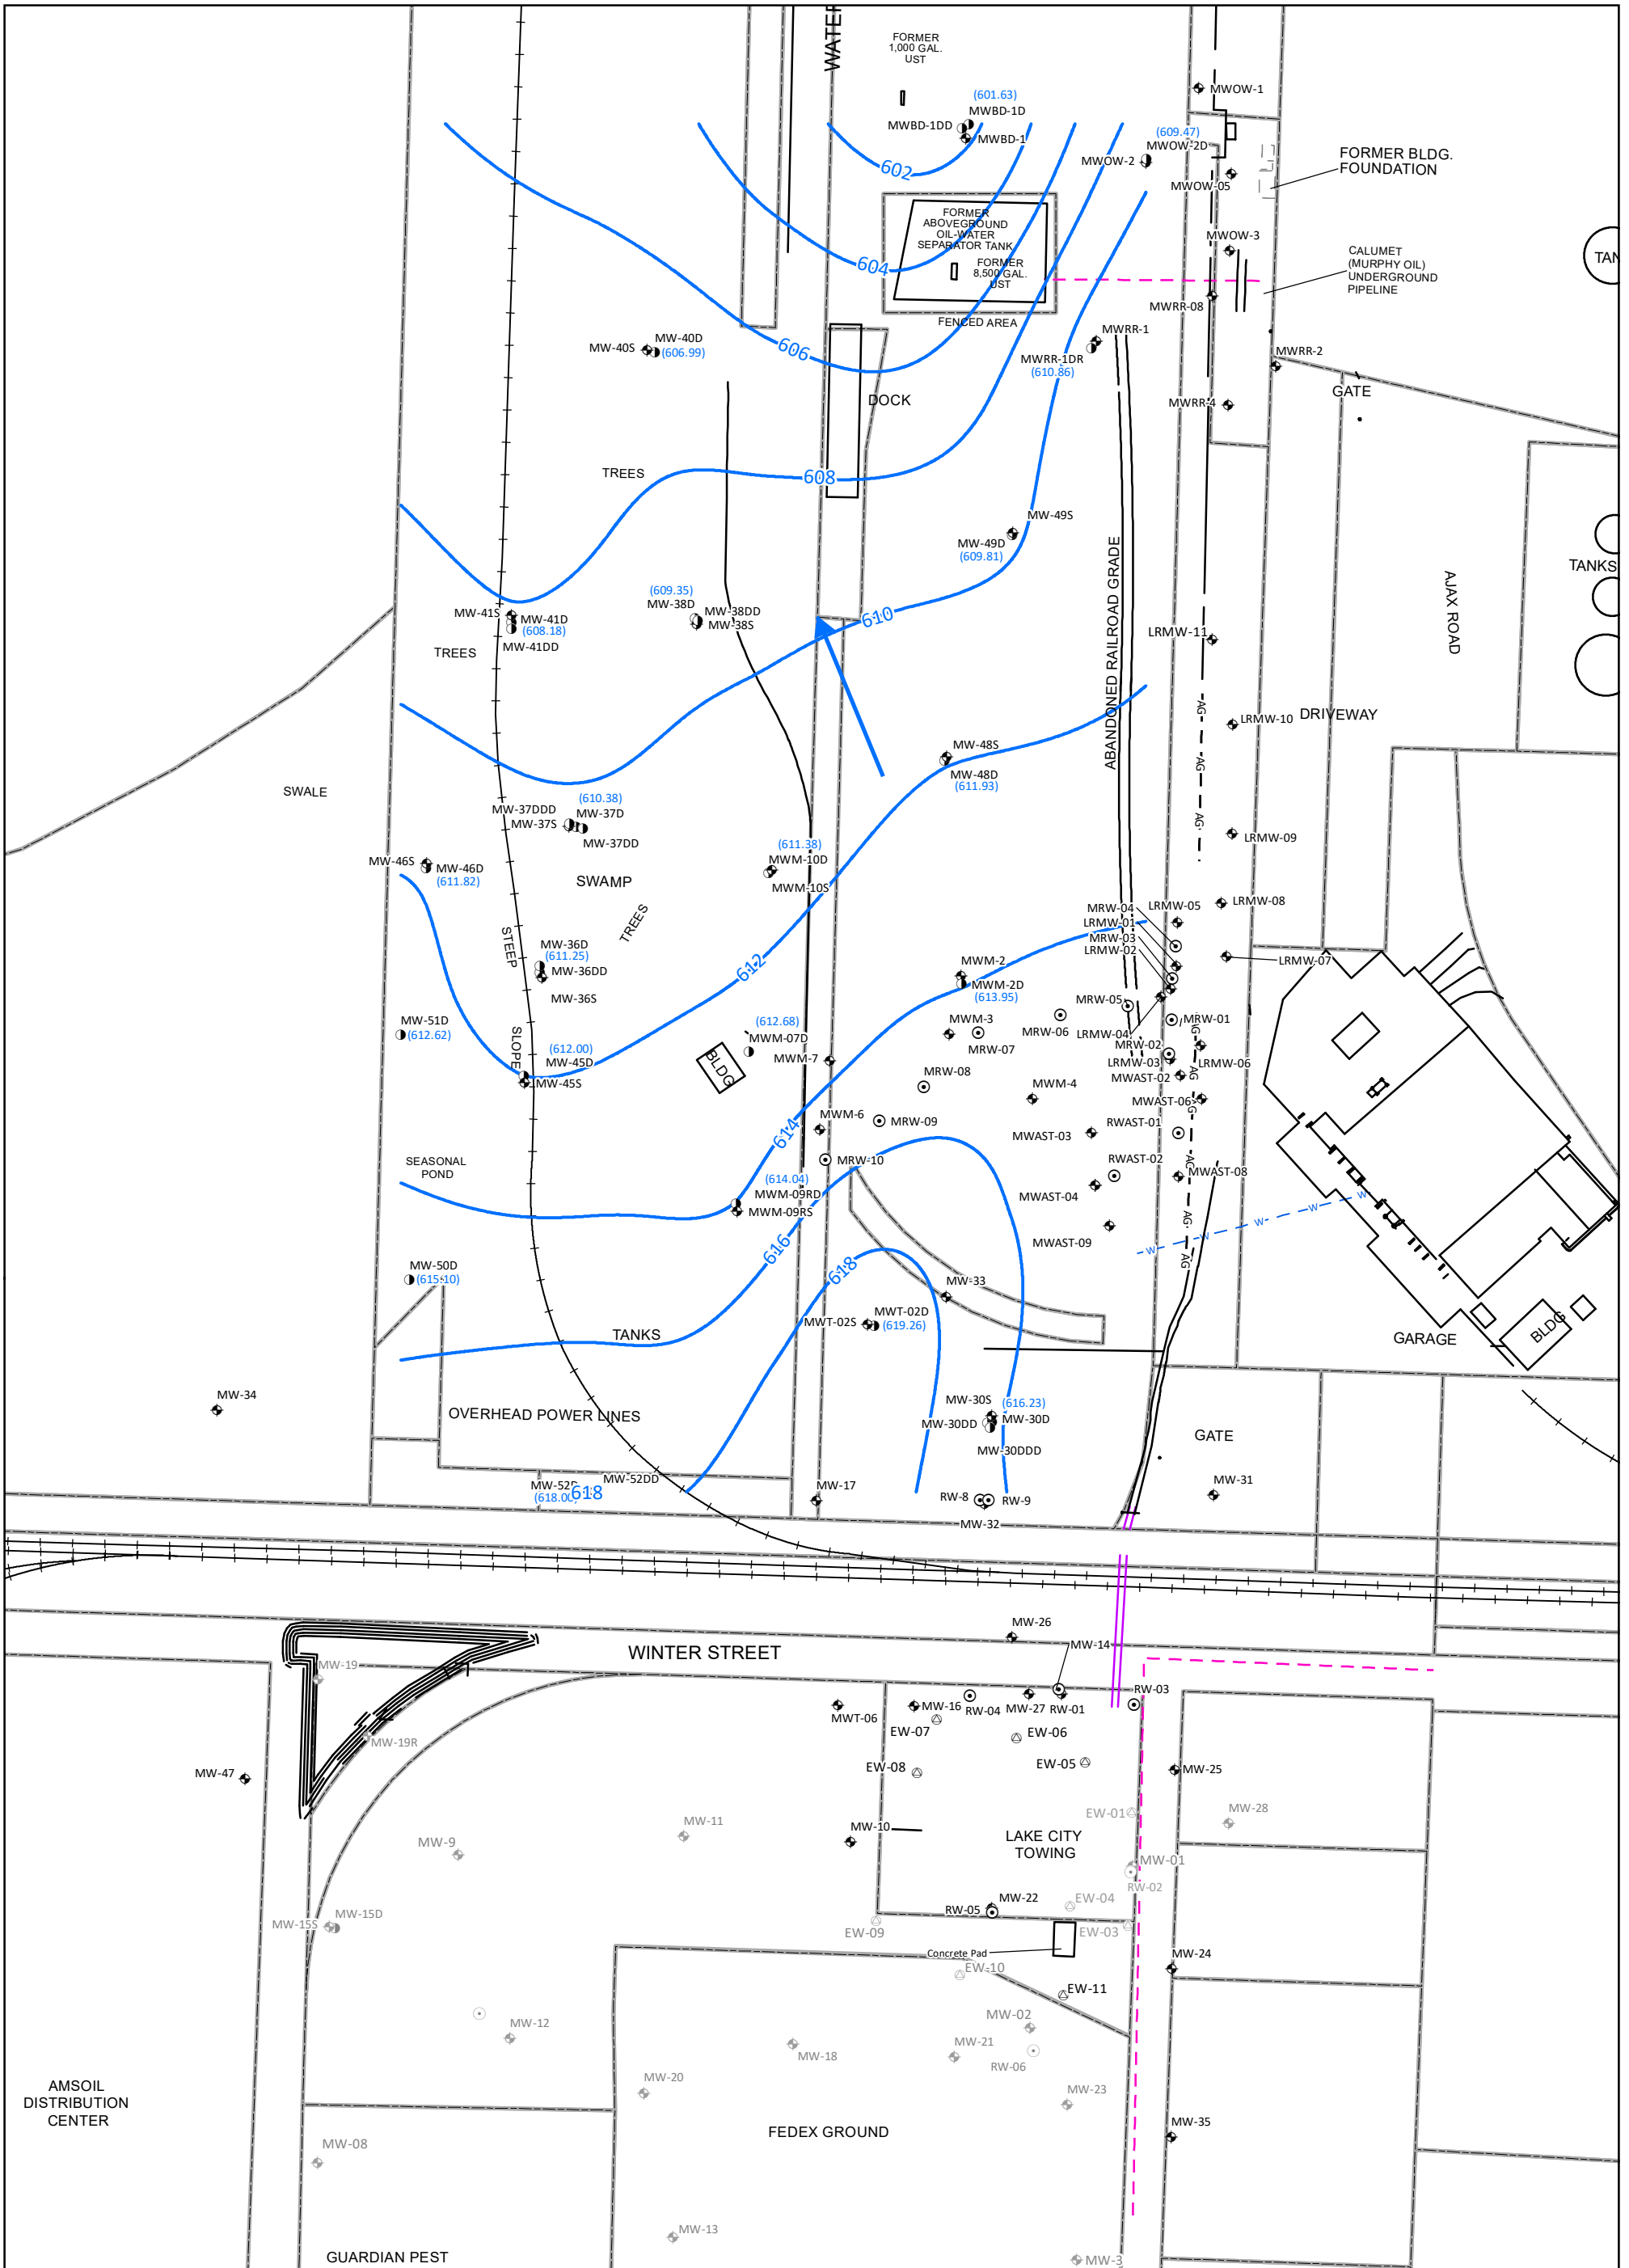 WATER
FORMER
1,000 GAL.
UST
(601.63)
MWBD-1D
MWBD-1DD
MWBD-1
MWOW-1
(609.47)
MWOW-2D
MWOW-2
MWOW-05
FORMER BLDG.
FOUNDATION
602
FORMER
ABOVEGROUND
OIL-WATER
SEPARATOR TANK
FORMER
8,500 GAL.
UST
604
MWOW-3
CALUMET
(MURPHY OIL)
UNDERGROUND
PIPELINE
TAN
MWRR-08
FENCED AREA
MWRR-1
MW-40D
MW-40S
(606.99)
606
MWRR-1DR
(610.86)
MWRR-2
GATE
DOCK
MWRR-4
TREES
608
MW-49S
MW-49D
(609.81)
ABANDONED RAILROAD GRADE
AJAX ROAD
TANKS
(609.35)
MW-38D
MW-38DD
MW-38S
MW-41S
MW-41D
(608.18)
MW-41DD
610
TREES
LRMW-11
AG
LRMW-10
DRIVEWAY
MW-48S
MW-48D
(611.93)
AG
SWALE
(610.38)
MW-37DDD
MW-37D
MW-37S
MW-37DD
AG
LRMW-09
MW-46S
MW-46D
(611.82)
SWAMP
(611.38)
MWM-10D
MWM-10S
TREES
MRW-04
LRMW-05
LRMW-08
LRMW-01
MRW-03
LRMW-02
LRMW-07
STEEP
MW-36D
(611.25)
MW-36DD
MW-36S
612
MWM-2
MWM-2D
(613.95)
MW-51D
(612.62)
(612.68)
MWM-07D
MWM-3
MRW-07
MRW-06
MRW-05
LRMW-04
MRW-01
AG
MRW-02
LRMW-03
LRMW-06
SLOPE
(612.00)
MW-45D
MW-45S
BLDG
MWM-7
MRW-08
MWM-4
MWAST-02
AG
MWAST-06
AG
614
MWM-6
MRW-09
MWAST-03
RWAST-01
SEASONAL
POND
MRW-10
RWAST-02
AG
MWAST-08
(614.04)
MWM-09RD
MWM-09RS
MWAST-04
W
W
W
W
W
AG
616
MWAST-09
AG
MW-50D
(615.10)
618
MW-33
MWT-02D
MWT-02S
(619.26)
TANKS
GARAGE
BLDG
MW-34
OVERHEAD POWER LINES
MW-30S
(616.23)
MW-30DD
MW-30D
MW-30DDD
GATE
MW-52DD
618
MW-17
RW-8
RW-9
MW-32
MW-31
MW-26
WINTER STREET
MW-14
MW-19
MWT-06
MW-16
RW-04
MW-27
RW-01
RW-03
EW-07
EW-06
MW-19R
EW-08
EW-05
MW-47
MW-25
EW-01
MW-28
MW-11
MW-10
LAKE CITY
TOWING
MW-9
MW-01
RW-02
MW-22
EW-04
RW-05
MW-15S
MW-15D
EW-09
EW-03
Concrete Pad
MW-24
EW-10
EW-11
MW-02
MW-12
MW-18
MW-21
RW-06
MW-20
MW-23
AMSOIL
DISTRIBUTION
CENTER
FEDEX GROUND
MW-35
MW-08
MW-13
GUARDIAN PEST
MW-3